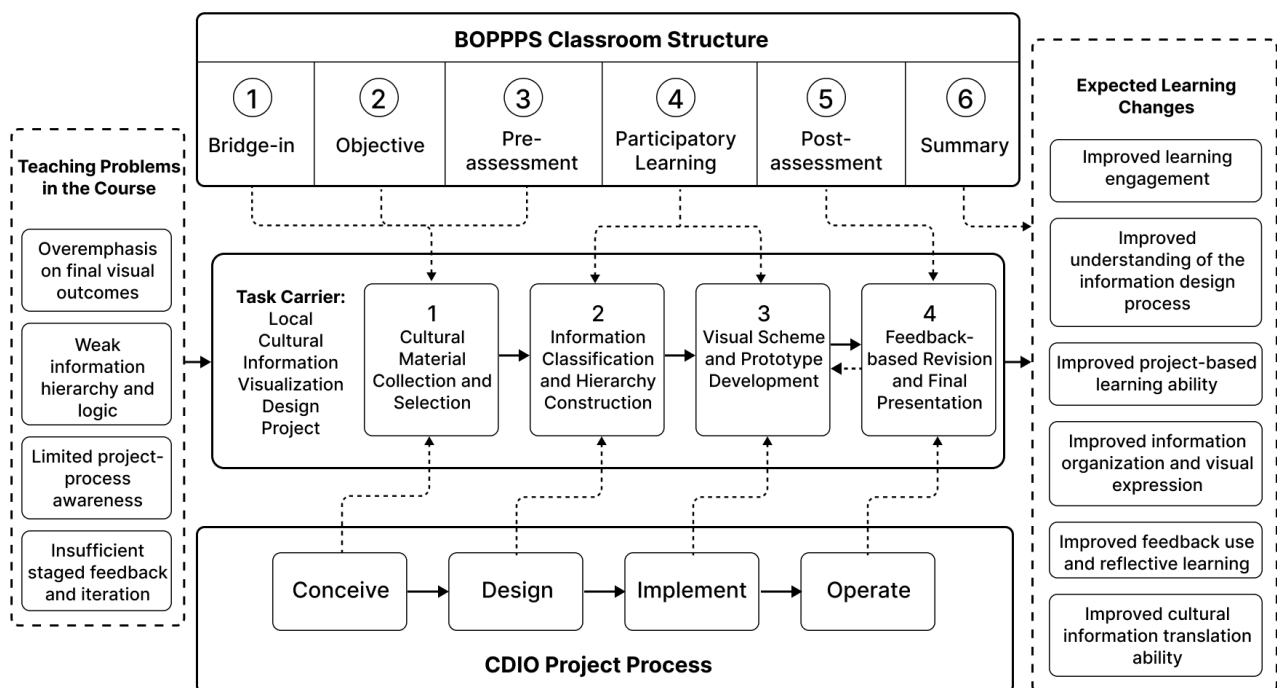 BOPPPS Classroom Structure
1
Bridge-in
2
Objective
3
Pre-
assessment
4
Participatory
Learning
5
Post-
assessment
6
Summary
Teaching Problems
in the Course
Overemphasis
on final visual
outcomes
Weak
information
hierarchy and
logic
Limited project-
process
awareness
Insufficient
staged feedback
and iteration
Task Carrier:
Local
Cultural
Information
Visualization
Design
Project
1
Cultural
Material
Collection and
Selection
2
Information
Classification
and Hierarchy
Construction
3
Visual Scheme
and Prototype
Development
4
Feedback-
based Revision
and Final
Presentation
Conceive
Design
Implement
Operate
CDIO Project Process
Expected Learning
Changes
Improved learning
engagement
Improved
understanding of the
information design
process
Improved project-based
learning ability
Improved information
organization and visual
expression
Improved feedback use
and reflective learning
Improved cultural
information translation
ability